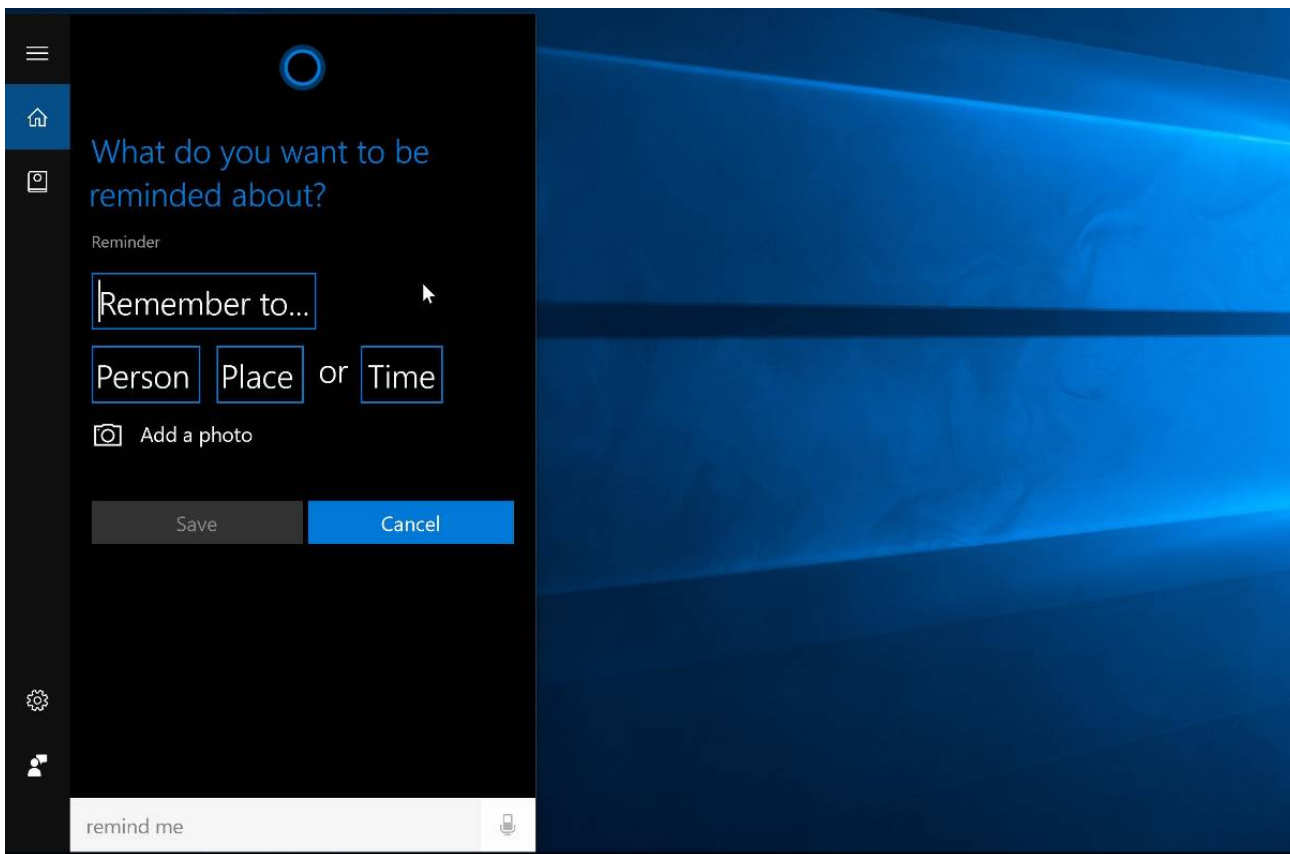 What do you want to be
reminded about?
Reminder
Remember to...
Person Place or Time
Add a photo
Save Cancel
remind me